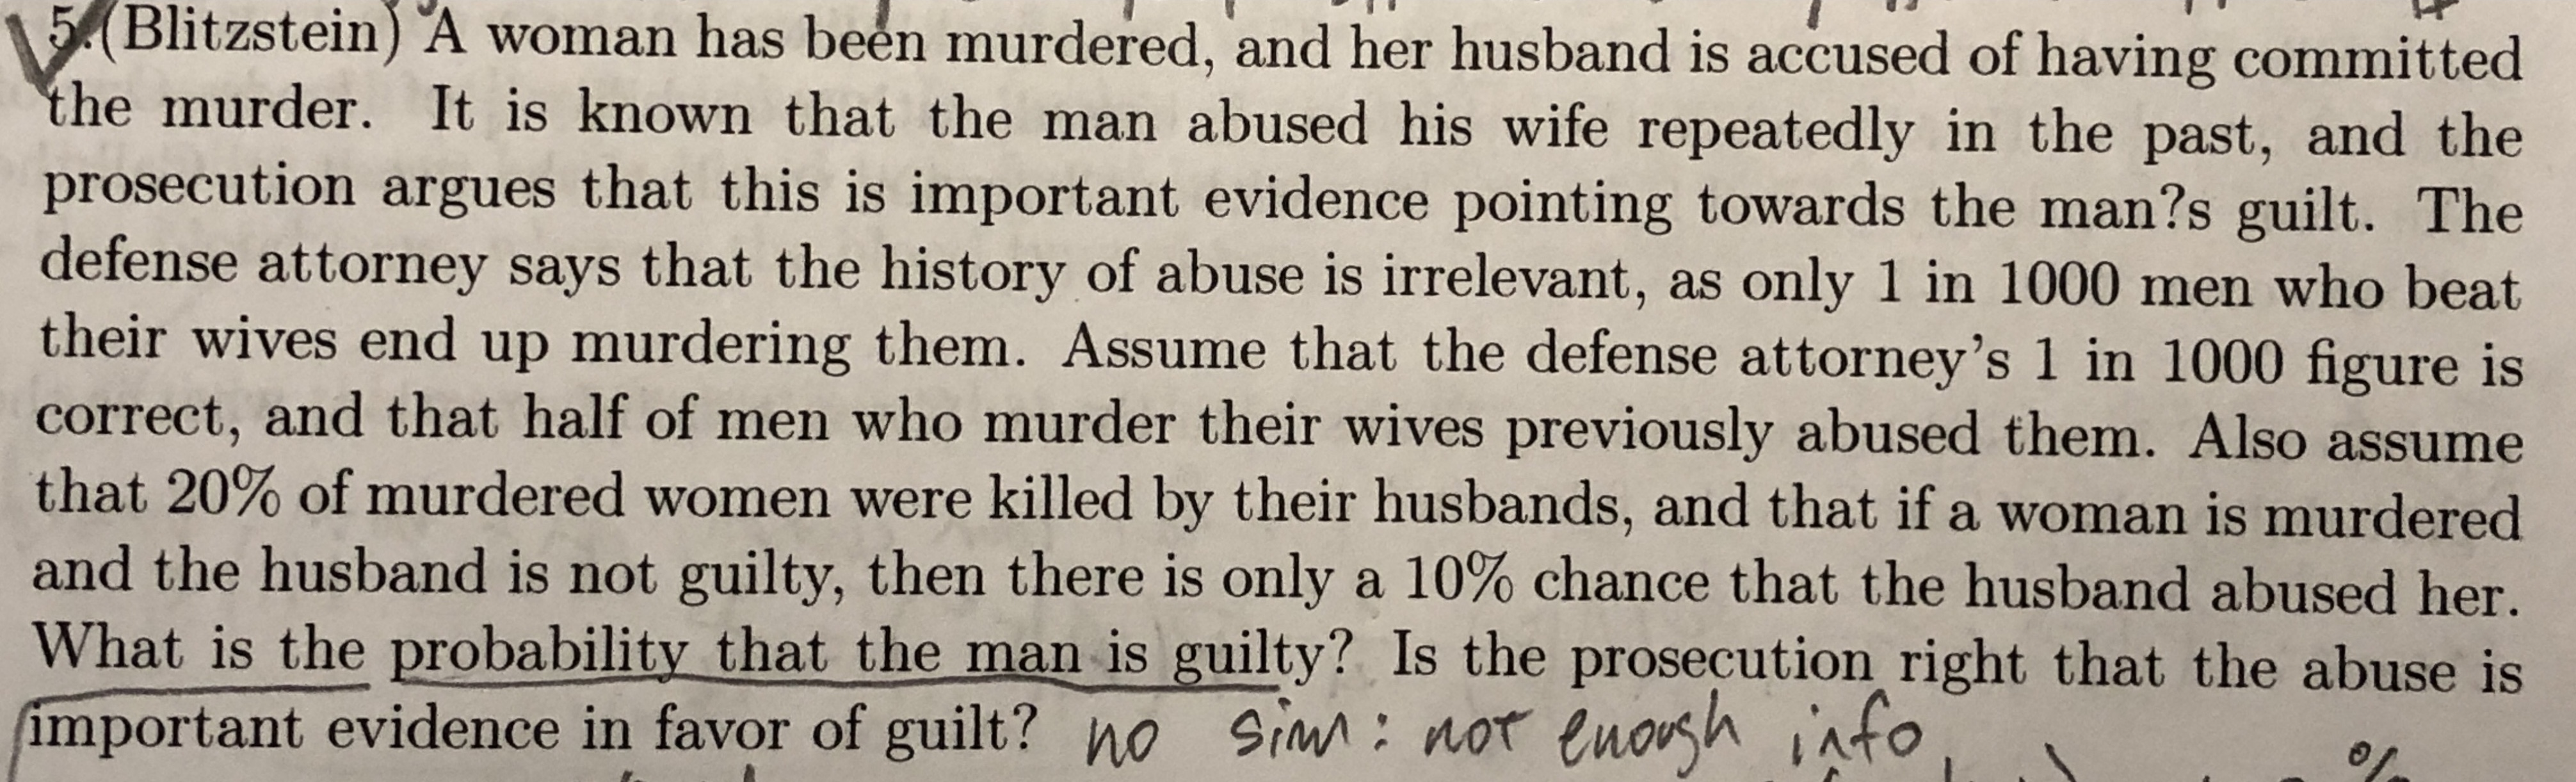 5.(Blitzstein) A woman has been murdered, and her husband is accused of having committed
the murder. It is known that the man abused his wife repeatedly in the past, and the
prosecution argues that this is important evidence pointing towards the man?s guilt. The
defense attorney says that the history of abuse is irrelevant, as only 1 in 1000 men who beat
their wives end up murdering them. Assume that the defense attorney's 1 in 1000 figure is
correct, and that half of men who murder their wives previously abused them. Also assume
that 20% of murdered women were killed by their husbands, and that if a woman is murdered
and the husband is not guilty, then there is only a 10% chance that the husband abused her.
What is the probability that the man is guilty? Is the prosecution right that the abuse is
important evidence in favor of guilt? no sim: not enough info
%